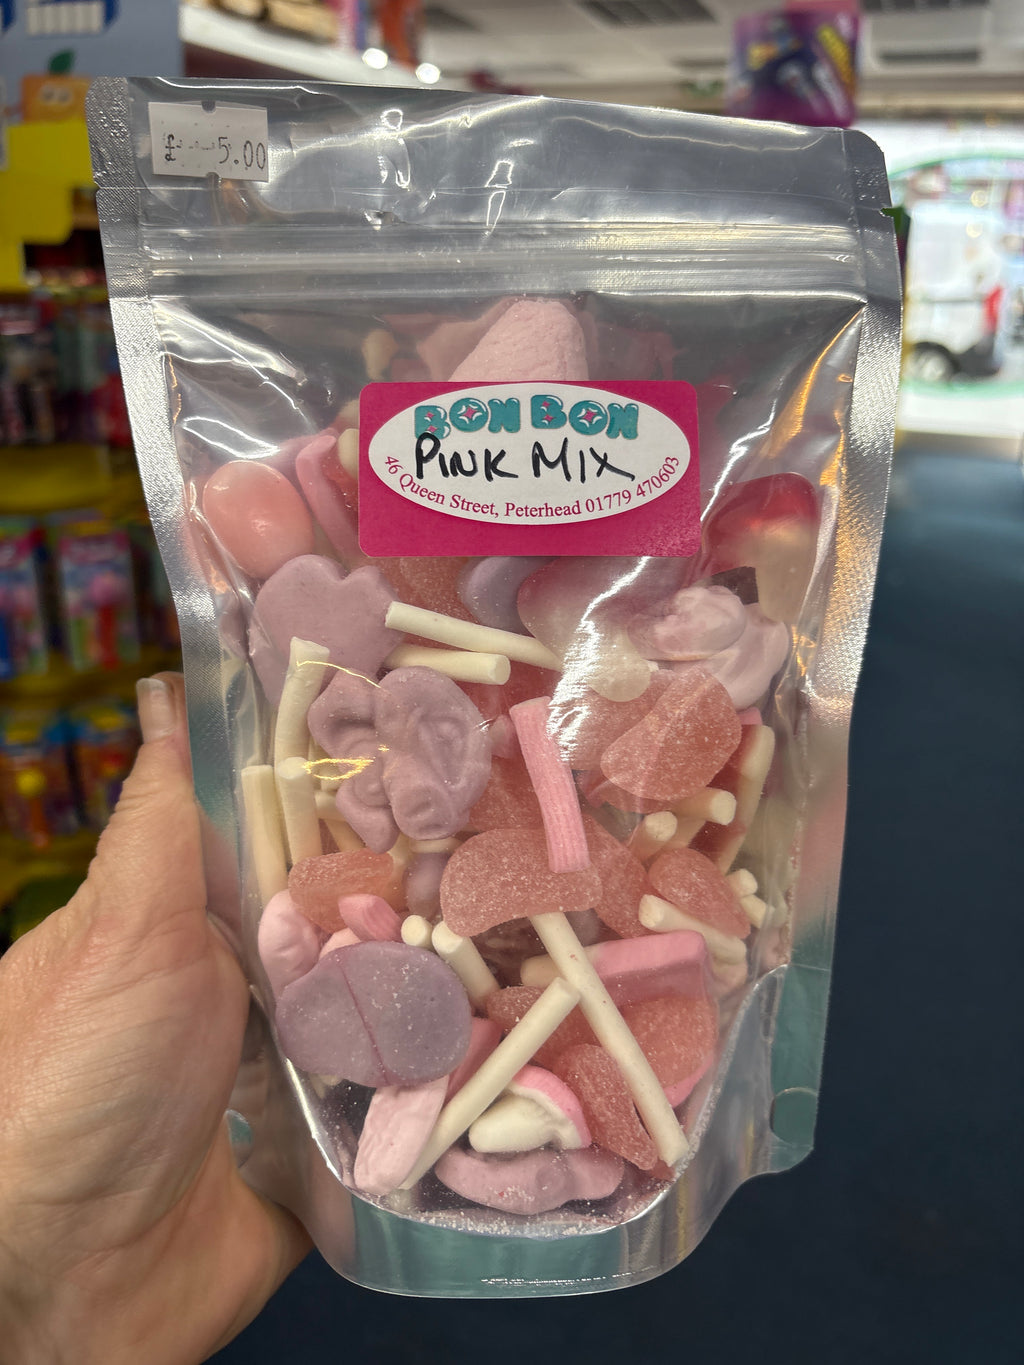 £ 5.00
BON BON
PINK MIX
46 Queen Street, Peterhead 01779 470603